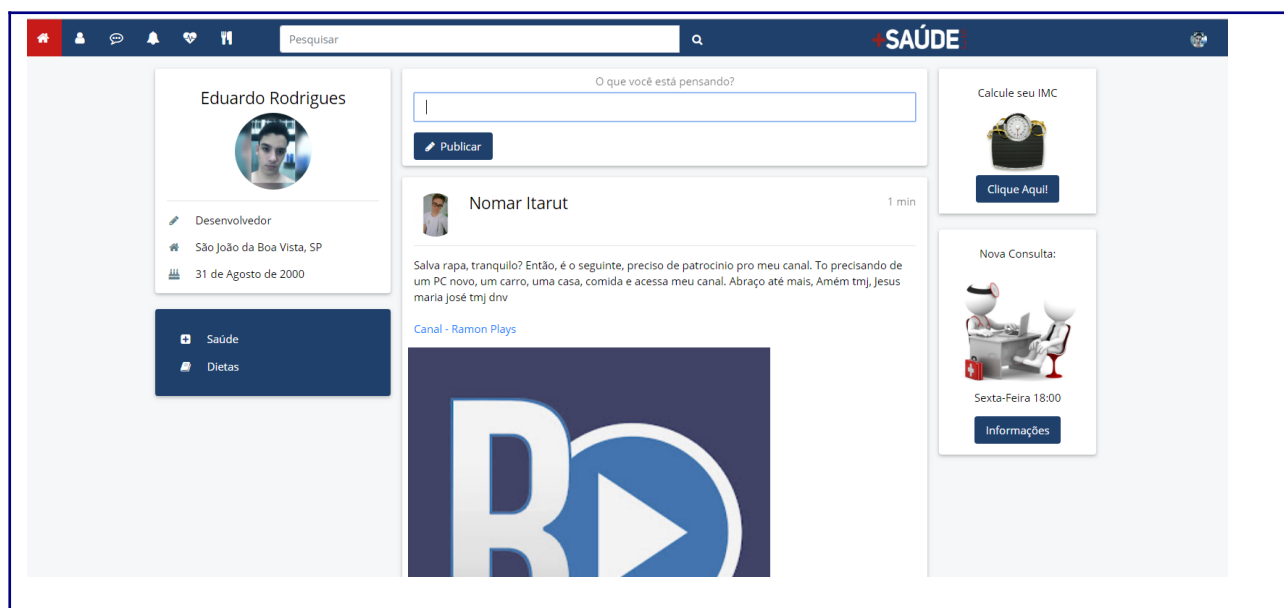 Pesquisar
+SAÚDE
Eduardo Rodrigues
Desenvolvedor
São João da Boa Vista, SP
31 de Agosto de 2000
Saúde
Dietas
O que você está pensando?
Publicar
Nomar Itarut
1 min
Salva rapa, tranquilo? Então, é o seguinte, preciso de patrocinio pro meu canal. To precisando de
um PC novo, um carro, uma casa, comida e acessa meu canal. Abraço até mais, Amém tmj, Jesus
maria josé tmj dnv
Canal - Ramon Plays
R
Calcule seu IMC
Clique Aqui!
Nova Consulta:
Sexta-Feira 18:00
Informações